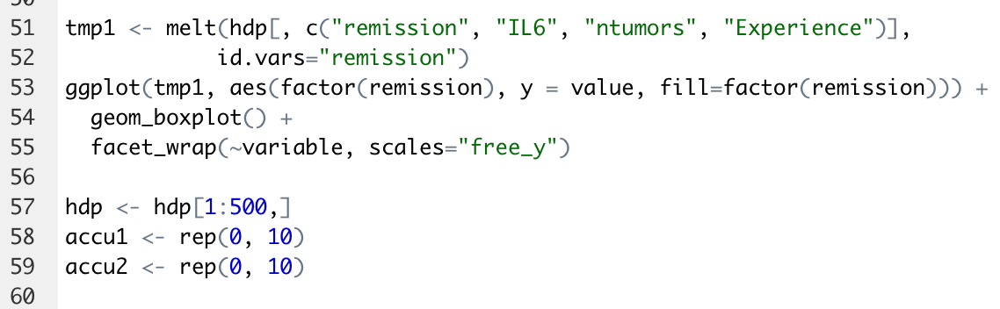 51 tmp1 <- melt(hdp[, c("remission", "IL6", "ntumors", "Experience")],
52             id.vars="remission")
53 ggplot(tmp1, aes(factor(remission), y = value, fill=factor(remission))) +
54   geom_boxplot() +
55   facet_wrap(~variable, scales="free_y")
56
57 hdp <- hdp[1:500,]
58 accu1 <- rep(0, 10)
59 accu2 <- rep(0, 10)
60